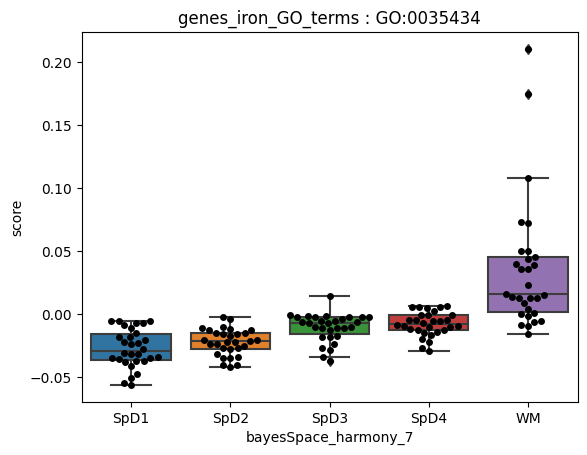 genes_iron_GO_terms : GO:0035434
0.20
0.15
0.10
0.05
0.00
−0.05
score
SpD1 SpD2 SpD3 SpD4 WM
bayesSpace_harmony_7